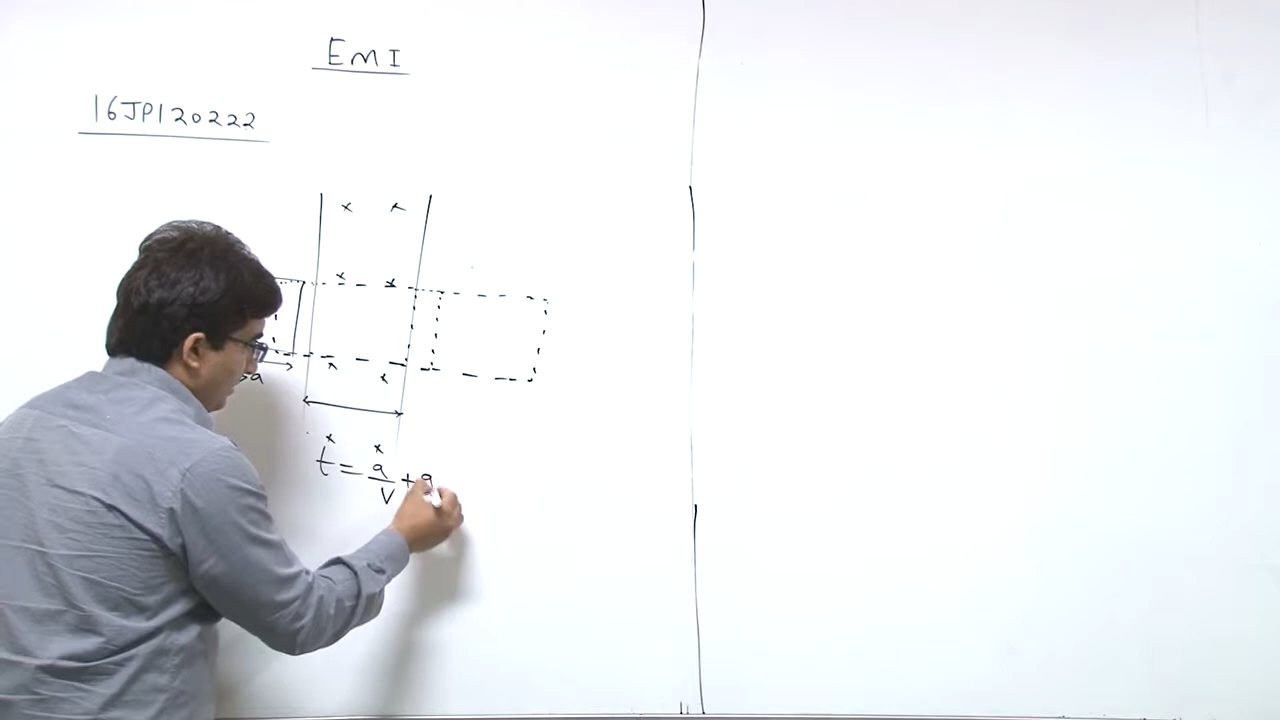 EMI
16JP120222
x x
x x
x x
a
x x
t = a/v + a